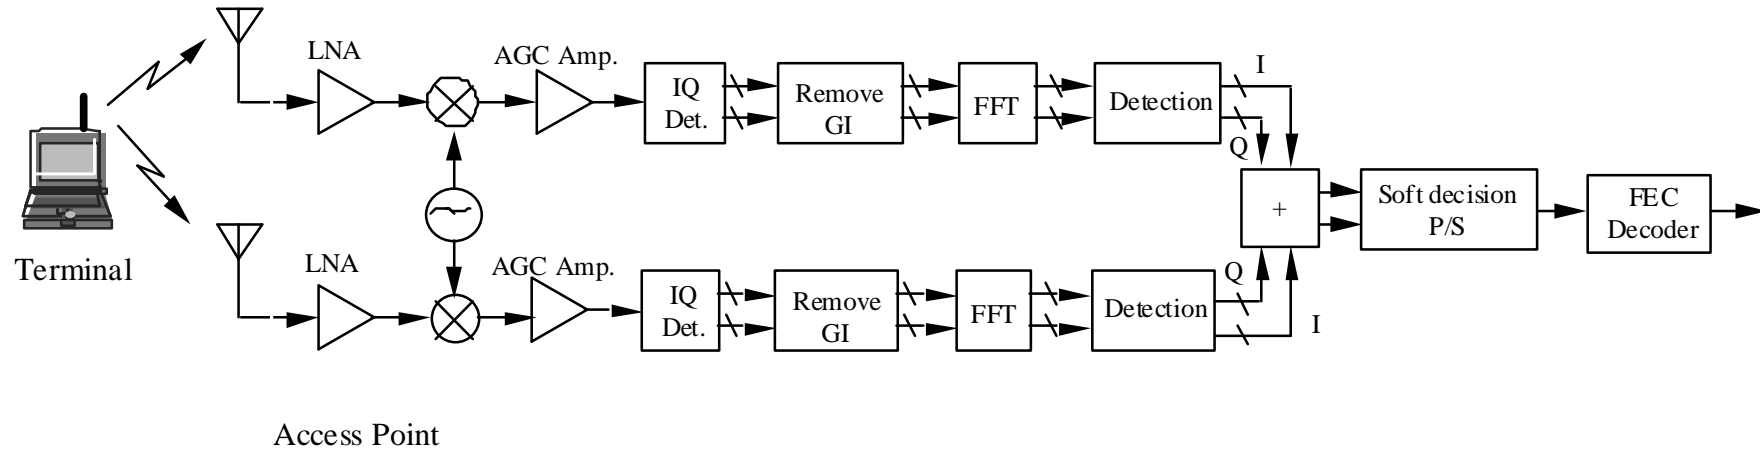 LNA
AGC Amp.
IQ
Det.
Remove
GI
FFT
Detection
I
Q
Terminal
+
Soft decision
P/S
FEC
Decoder
LNA
AGC Amp.
IQ
Det.
Remove
GI
FFT
Detection
Q
I
Access Point